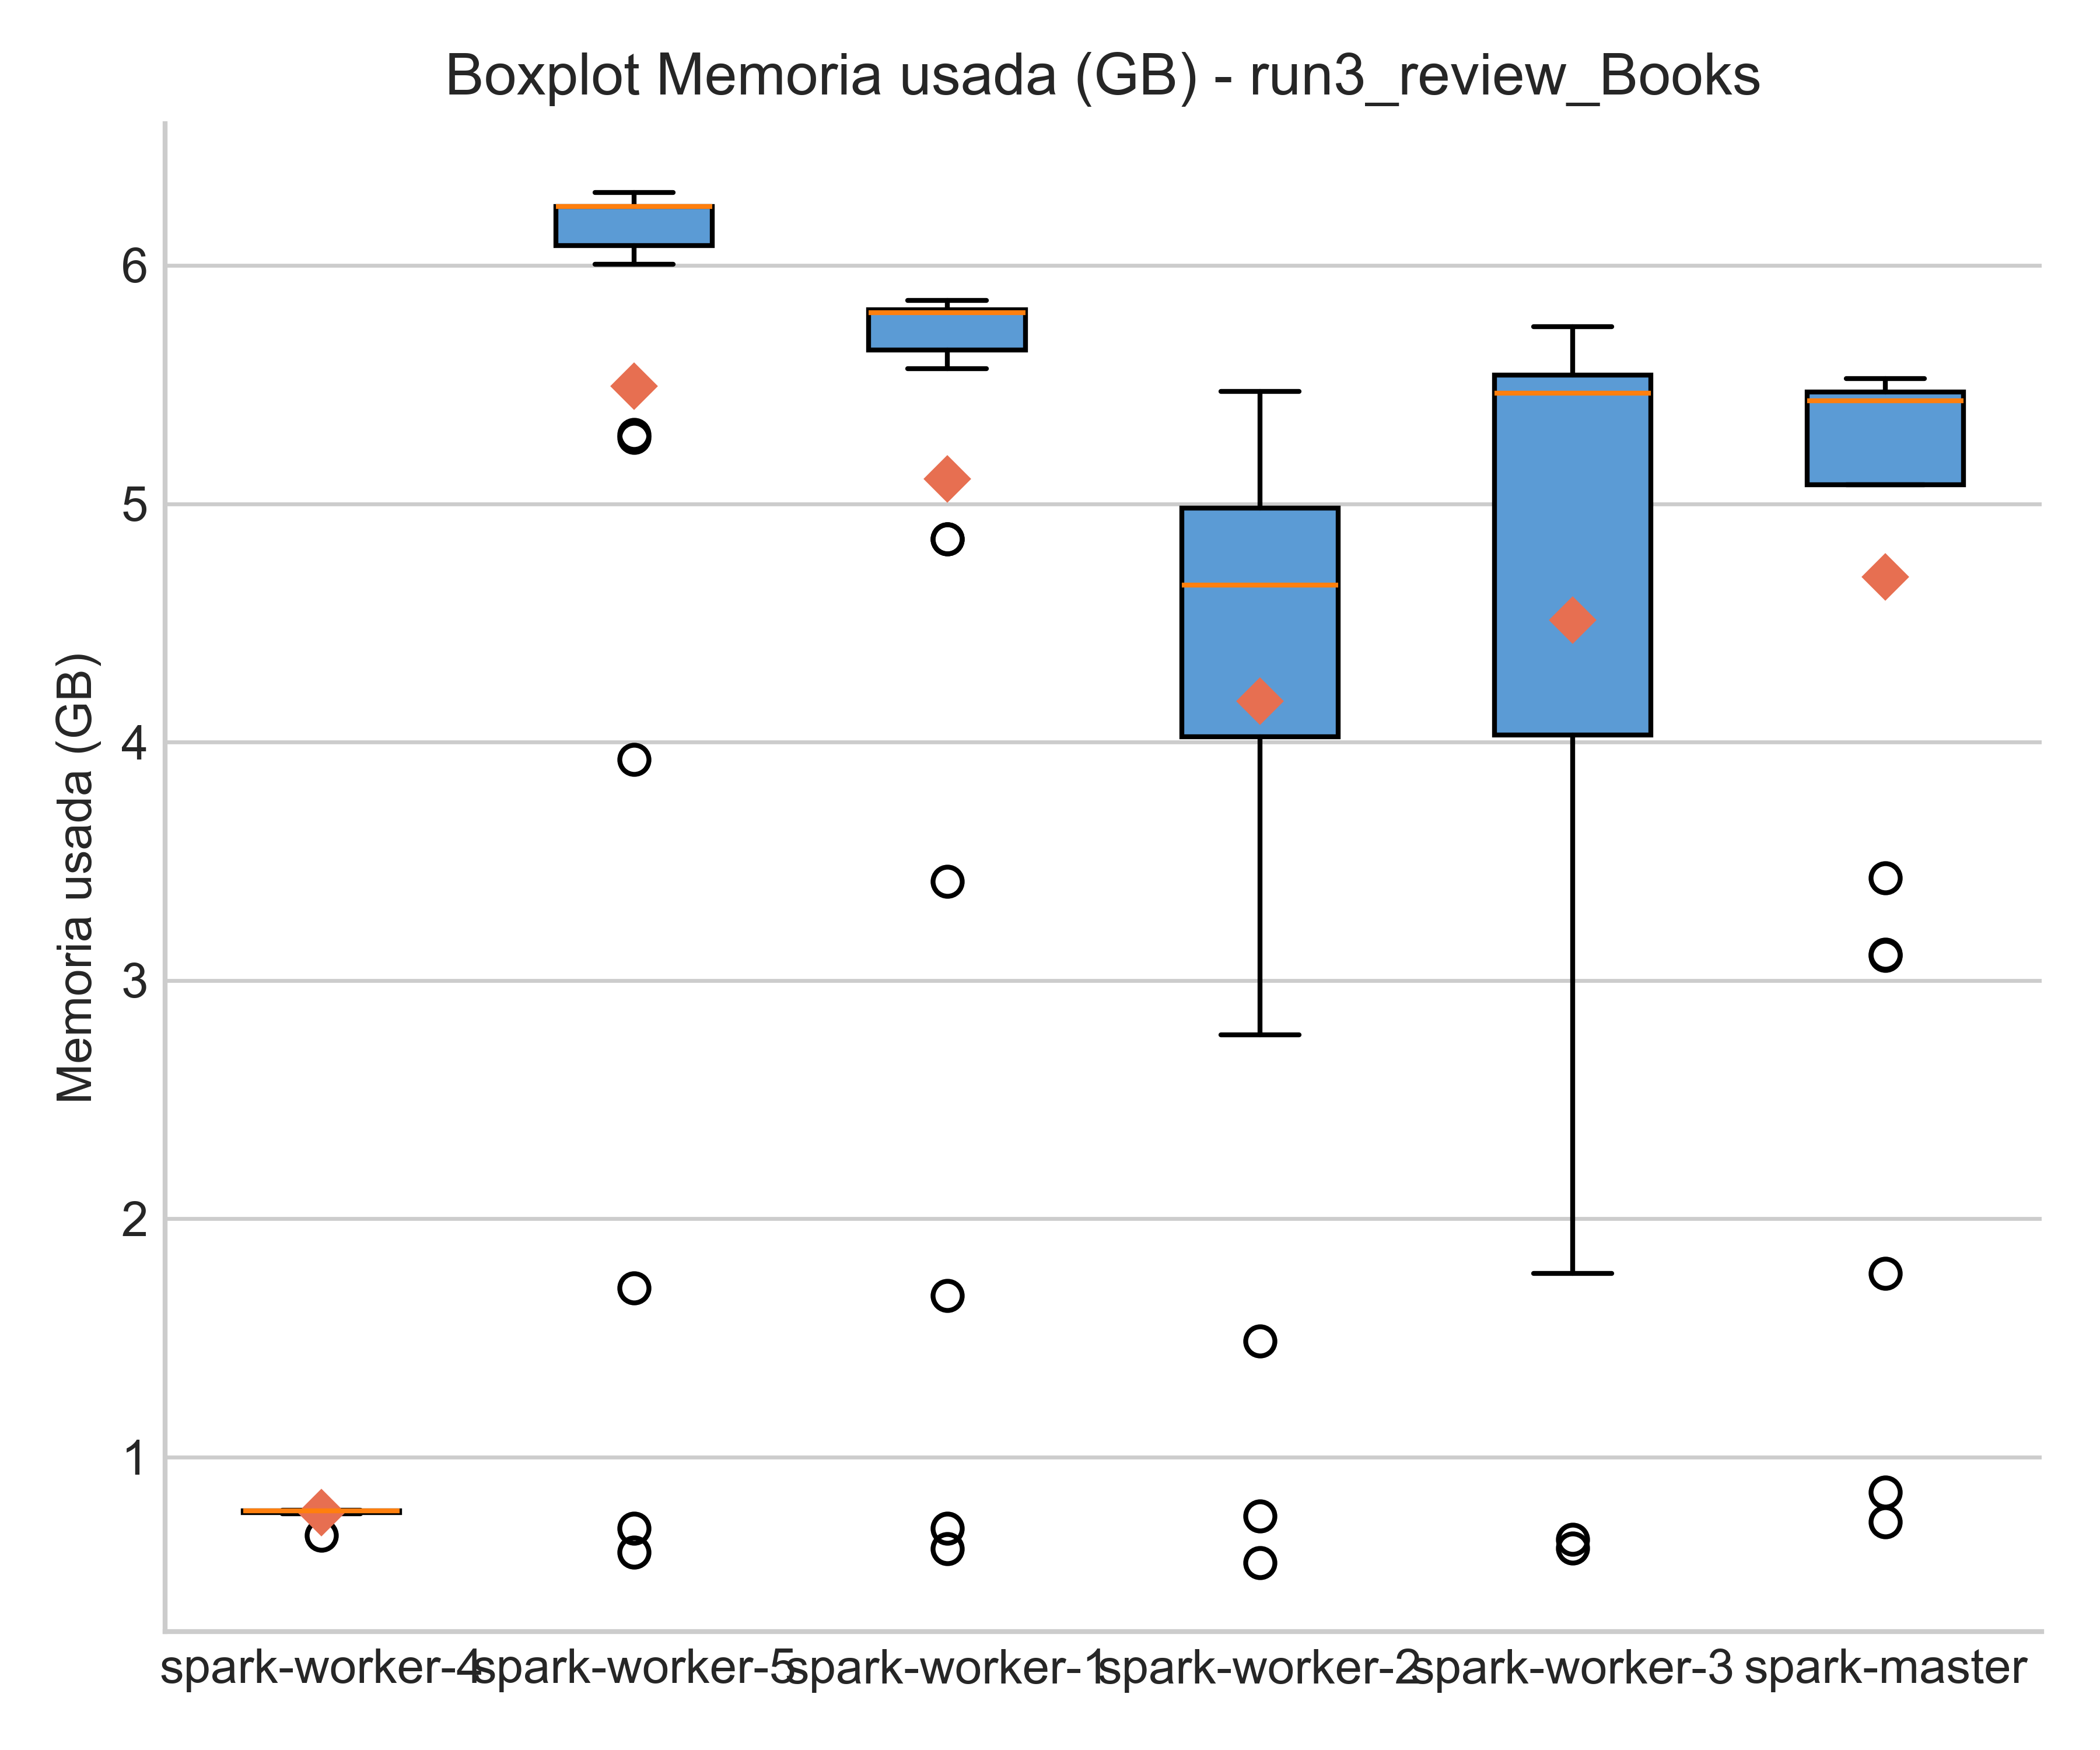 Boxplot Memoria usada (GB) - run3_review_Books
Memoria usada (GB)
6
5
4
3
2
1
spark-worker-4
spark-worker-5
spark-worker-1
spark-worker-2
spark-worker-3
spark-master